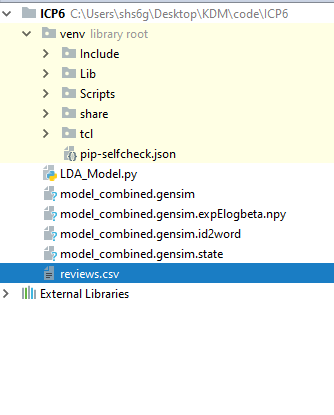 ICP6 C:\Users\shs6g\Desktop\KDM\code\ICP6
venv library root
Include
Lib
Scripts
share
tcl
pip-selfcheck.json
LDA_Model.py
model_combined.gensim
model_combined.gensim.expElogbeta.npy
model_combined.gensim.id2word
model_combined.gensim.state
reviews.csv
External Libraries